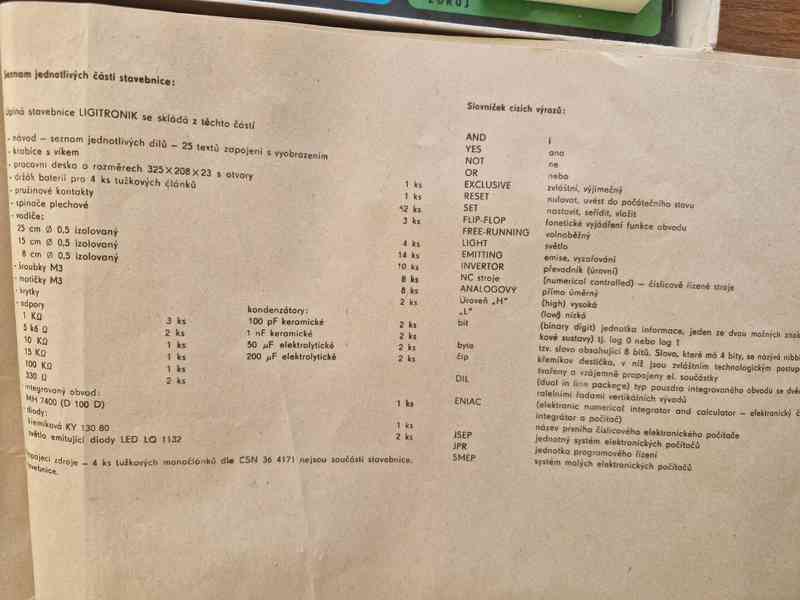 ZDROJ
Seznam jednotlivých částí stavebnice:
Úplná stavebnice LIGITRONIK se skládá z těchto částí
- návod – seznam jednotlivých dílů – 25 textů zapojení s vyobrazením
- krabice s víkem
- pracovní deska o rozměrech 325 × 208 × 23 s otvory 1 ks
- držák baterií pro 4 ks tužkových článků 1 ks
- pružinové kontakty 42 ks
- spínače plechové 3 ks
- vodiče:
25 cm Ø 0,5 izolovaný 4 ks
15 cm Ø 0,5 izolovaný 14 ks
8 cm Ø 0,5 izolovaný 10 ks
- šroubky M3 8 ks
- matičky M3 8 ks
- krytky 2 ks
- odpory kondenzátory:
1 KΩ 3 ks 100 pF keramické 2 ks
5 k6 Ω 2 ks 1 nF keramické 2 ks
10 KΩ 1 ks 50 µF elektrolytické 2 ks
15 KΩ 1 ks 200 µF elektrolytické 2 ks
100 KΩ 1 ks
330 Ω 2 ks
integrovaný obvod:
MH 7400 (D 100 D) 1 ks
diody:
křemíková KY 130 80 1 ks
světlo emitující diody LED LQ 1132 2 ks
Napájecí zdroje – 4 ks tužkových monočlánků dle ČSN 36 4171 nejsou součástí stavebnice.
stavebnice.
Slovníček cizích výrazů:
AND i
YES ano
NOT ne
OR nebo
EXCLUSIVE zvláštní, výjimečný
RESET nulovat, uvést do počátečního stavu
SET nastavit, seřídit, vložit
FLIP-FLOP fonetické vyjádření funkce obvodu
FREE-RUNNING volnoběžný
LIGHT světlo
EMITTING emise, vyzařování
INVERTOR převodník (úrovní)
NC stroje (numerical controlled) – číslicově řízené stroje
ANALOGOVÝ přímo úměrný
Úroveň „H" (high) vysoká
„L" (low) nízká
bit (binary digit) jednotka informace, jeden ze dvou možných
kové sustavy) tj. log 0 nebo log 1
byte tzv. slovo obsahující 8 bitů. Slovo, které má 4 bity, se nazývá
čip křemíkov destička, v níž jsou zvláštním technologickým
tvořeny a vzájemně propojeny el. součástky
DIL (dual in line package) typ pouzdra integrovaného obvodu se
ralelními řadami vertikálních vývodů
ENIAC (elektronic numerical integrator and calculator – elektronický
integrátor a počítač)
název prvního číslicového elektronického počítače
JSEP jednotný systém elektronických počítačů
JPR jednotka programového řízení
SMEP systém malých elektronických počítačů